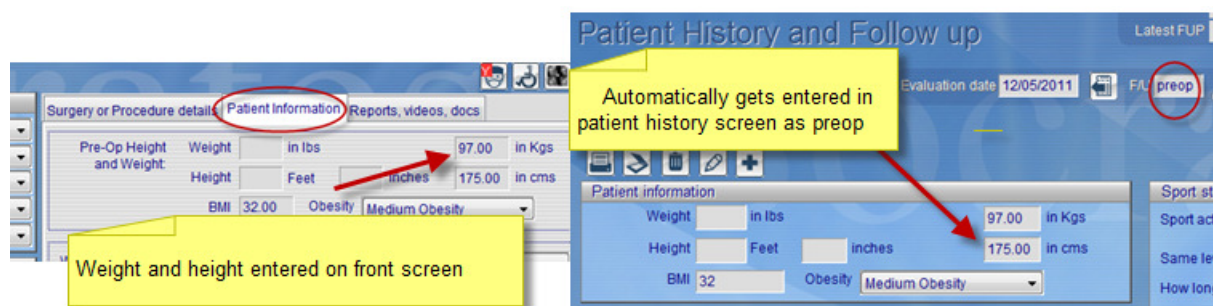 Surgery or Procedure details Patient Information Reports, videos, docs
Pre-Op Height and Weight:
Weight in lbs 97.00 in Kgs
Height Feet inches 175.00 in cms
BMI 32.00 Obesity Medium Obesity
Weight and height entered on front screen
Patient History and Follow up
Latest FUP
Evaluation date 12/05/2011 F/U preop
Automatically gets entered in
patient history screen as preop
Patient information
Weight in lbs 97.00 in Kgs
Height Feet inches 175.00 in cms
BMI 32 Obesity Medium Obesity
Sport st
Sport act
Same le
How lon